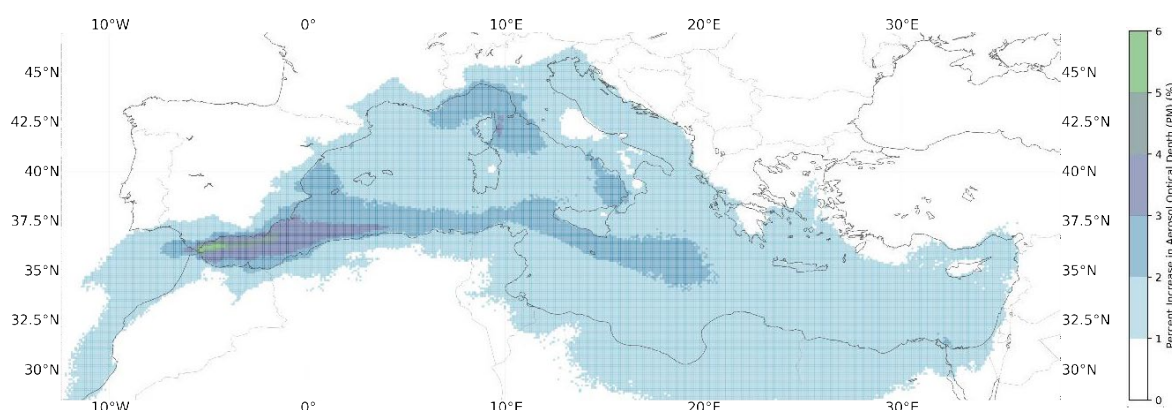 10°W 0° 10°E 20°E 30°E
45°N 45°N
42.5°N 42.5°N
40°N 40°N
37.5°N 37.5°N
35°N 35°N
32.5°N 32.5°N
30°N 30°N
10°W 0° 10°E 20°E 30°E
6
5
4
3
2
1
0
Percent Increase in Aerosol Optical Depth (PM) (%)